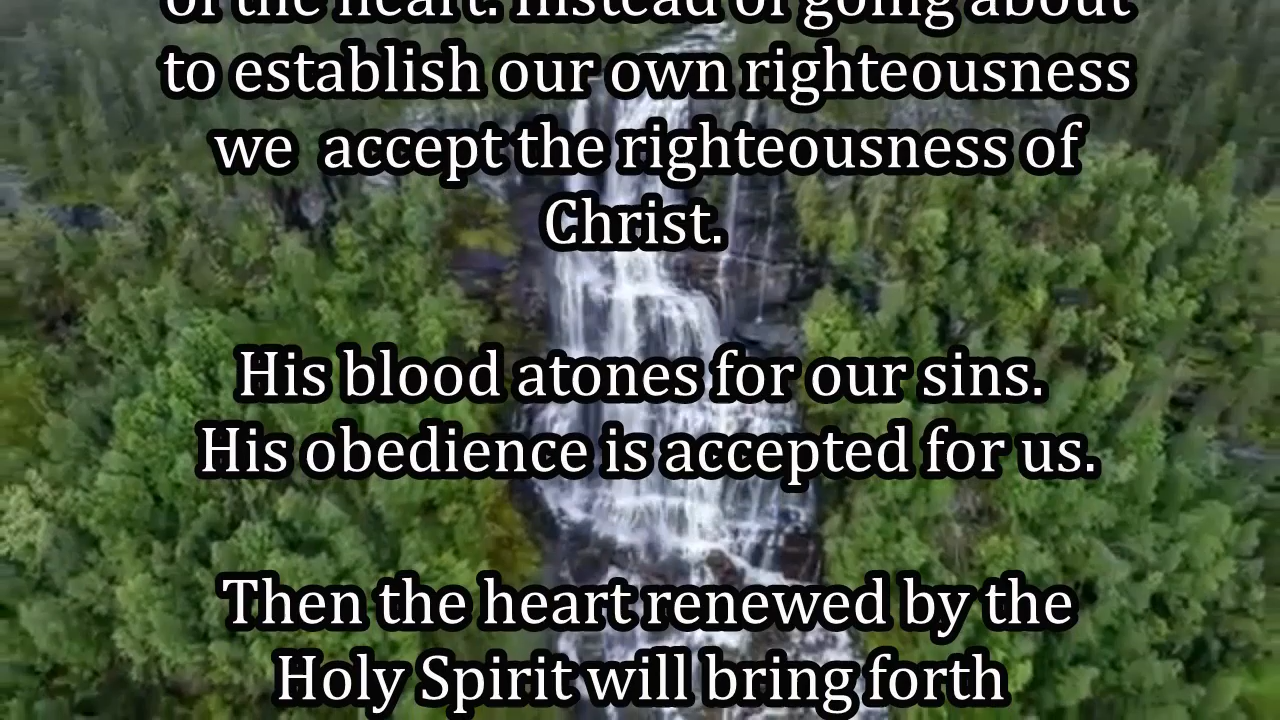 of the heart. Instead of going about
to establish our own righteousness
we  accept the righteousness of
Christ.
His blood atones for our sins.
His obedience is accepted for us.
Then the heart renewed by the
Holy Spirit will bring forth